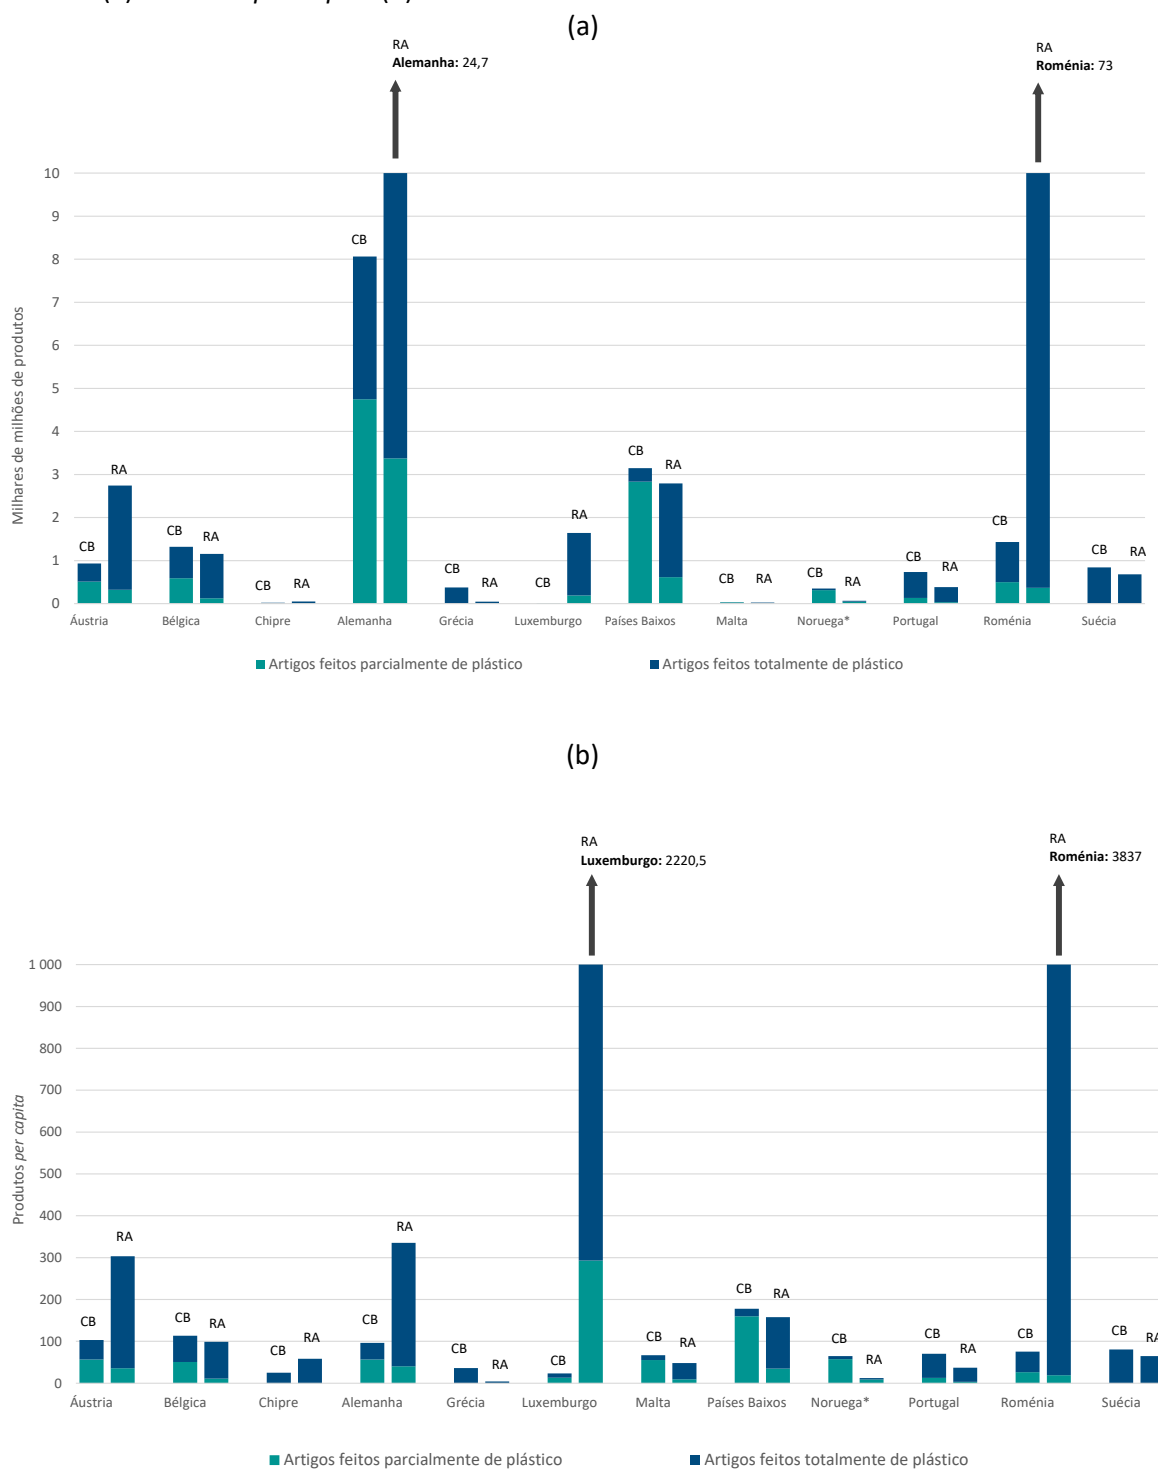 (a)
RA
Alemanha: 24,7
RA
Roménia: 73
Milhares de milhões de produtos
10
9
8
7
6
5
4
3
2
1
0
CB
RA
CB
RA
CB
RA
CB
CB
RA
CB
RA
CB
RA
CB
RA
CB
RA
CB
RA
CB
CB
RA
Áustria
Bélgica
Chipre
Alemanha
Grécia
Luxemburgo
Países Baixos
Malta
Noruega*
Portugal
Roménia
Suécia
Artigos feitos parcialmente de plástico
Artigos feitos totalmente de plástico
(b)
RA
Luxemburgo: 2220,5
RA
Roménia: 3837
Produtos per capita
1 000
900
800
700
600
500
400
300
200
100
0
CB
RA
CB
RA
CB
RA
CB
RA
CB
RA
CB
CB
RA
CB
RA
CB
RA
CB
RA
CB
CB
RA
Áustria
Bélgica
Chipre
Alemanha
Grécia
Luxemburgo
Malta
Países Baixos
Noruega*
Portugal
Roménia
Suécia
Artigos feitos parcialmente de plástico
Artigos feitos totalmente de plástico